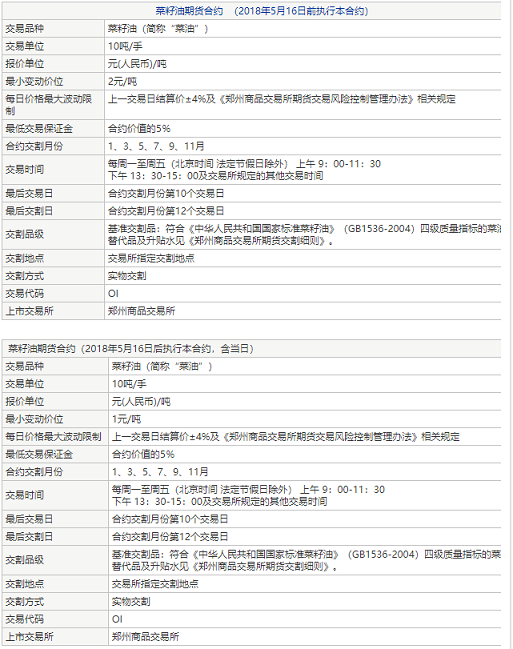 菜籽油期货合约 （2018年5月16日前执行本合约）
交易品种 菜籽油（简称“菜油”）
交易单位 10吨/手
报价单位 元(人民币)/吨
最小变动价位 2元/吨
每日价格最大波动限 上一交易日结算价±4%及《郑州商品交易所期货交易风险控制管理办法》相关规定
制
最低交易保证金 合约价值的5%
合约交割月份 1、3、5、7、9、11月
交易时间 每周一至周五（北京时间 法定节假日除外） 上午 9：00-11：30
下午 13：30-15：00及交易所规定的其他交易时间
最后交易日 合约交割月份第10个交易日
最后交割日 合约交割月份第12个交易日
交割品级 基准交割品：符合《中华人民共和国国家标准菜籽油》（GB1536-2004）四级质量指标的菜油
替代品及升贴水见《郑州商品交易所期货交割细则》。
交割地点 交易所指定交割地点
交割方式 实物交割
交易代码 OI
上市交易所 郑州商品交易所
菜籽油期货合约（2018年5月16日后执行本合约，含当日）
交易品种 菜籽油（简称“菜油”）
交易单位 10吨/手
报价单位 元(人民币)/吨
最小变动价位 1元/吨
每日价格最大波动限制 上一交易日结算价±4%及《郑州商品交易所期货交易风险控制管理办法》相关规定
最低交易保证金 合约价值的5%
合约交割月份 1、3、5、7、9、11月
交易时间 每周一至周五（北京时间 法定节假日除外） 上午 9：00-11：30
下午 13：30-15：00及交易所规定的其他交易时间
最后交易日 合约交割月份第10个交易日
最后交割日 合约交割月份第12个交易日
交割品级 基准交割品：符合《中华人民共和国国家标准菜籽油》（GB1536-2004）四级质量指标的菜
替代品及升贴水见《郑州商品交易所期货交割细则》。
交割地点 交易所指定交割地点
交割方式 实物交割
交易代码 OI
上市交易所 郑州商品交易所